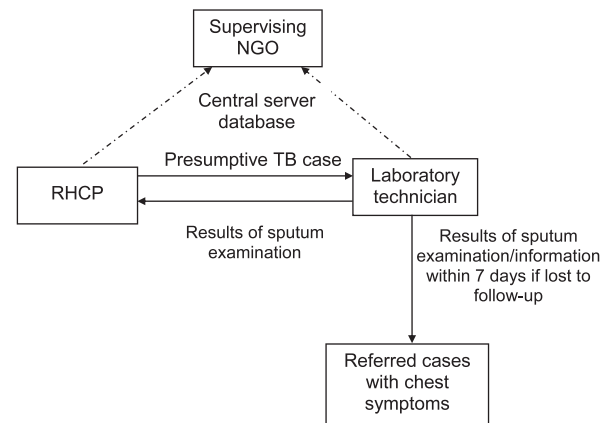 Supervising
NGO
Central server
database
Presumptive TB case
RHCP
Laboratory
technician
Results of sputum
examination
Results of sputum
examination/information
within 7 days if lost to
follow-up
Referred cases
with chest
symptoms